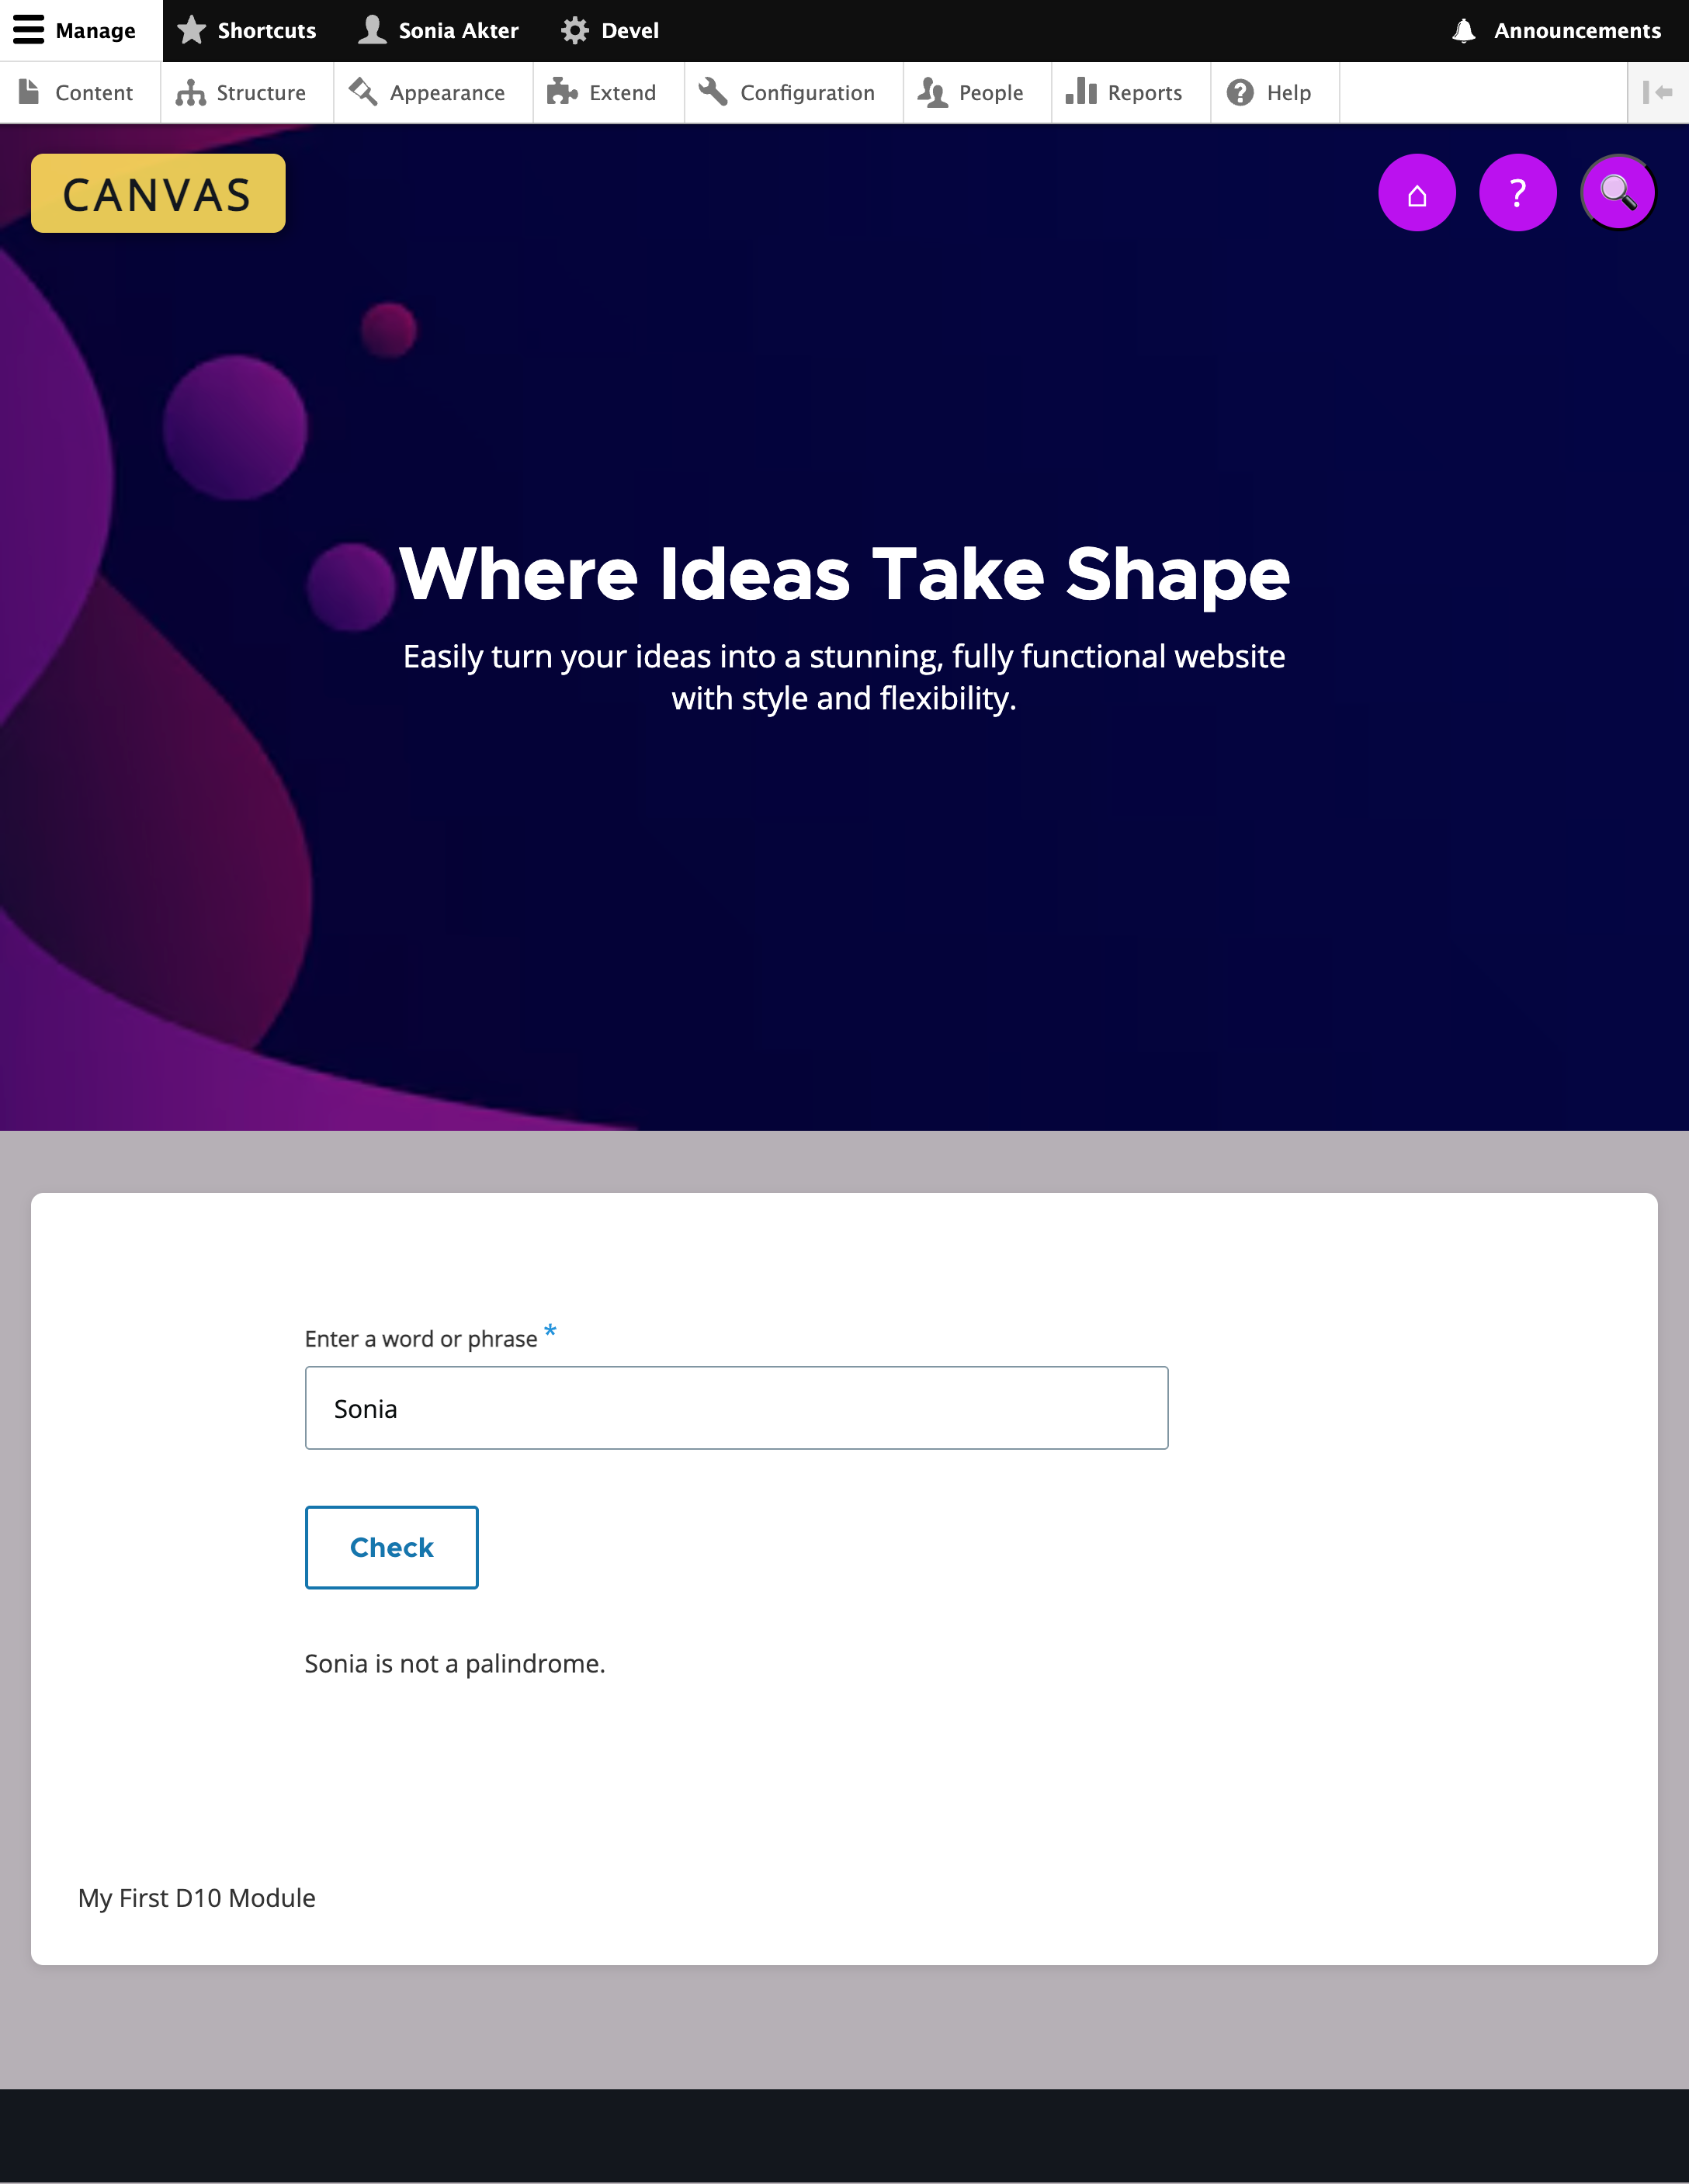 Manage Shortcuts Sonia Akter Devel Announcements
Content Structure Appearance Extend Configuration People Reports Help
CANVAS ?
Where Ideas Take Shape
Easily turn your ideas into a stunning, fully functional website
with style and flexibility.
Enter a word or phrase *
Sonia
Check
Sonia is not a palindrome.
My First D10 Module